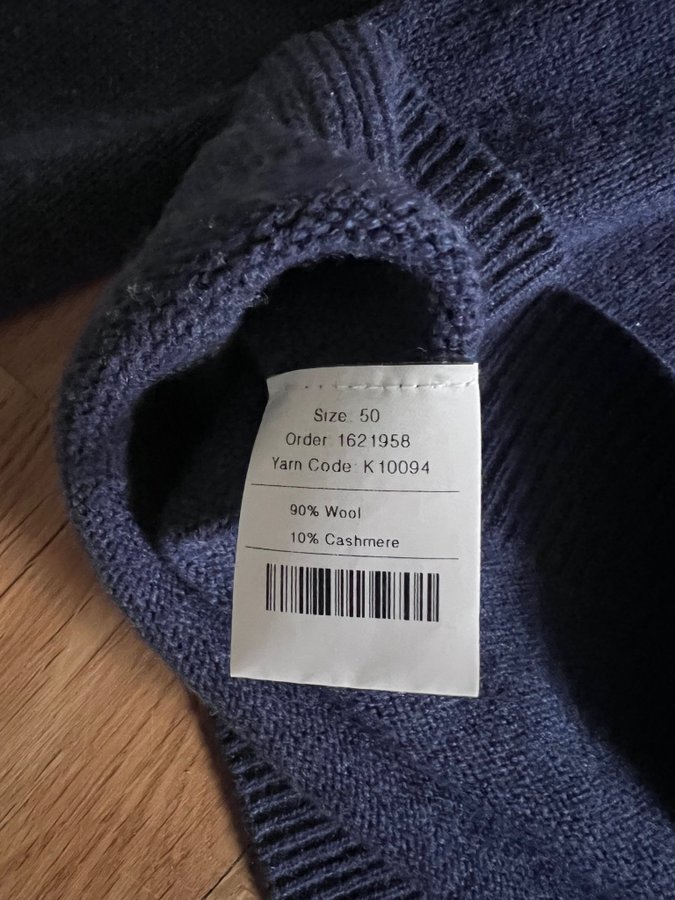 Size: 50
Order: 1621958
Yarn Code: K10094
90% Wool
10% Cashmere